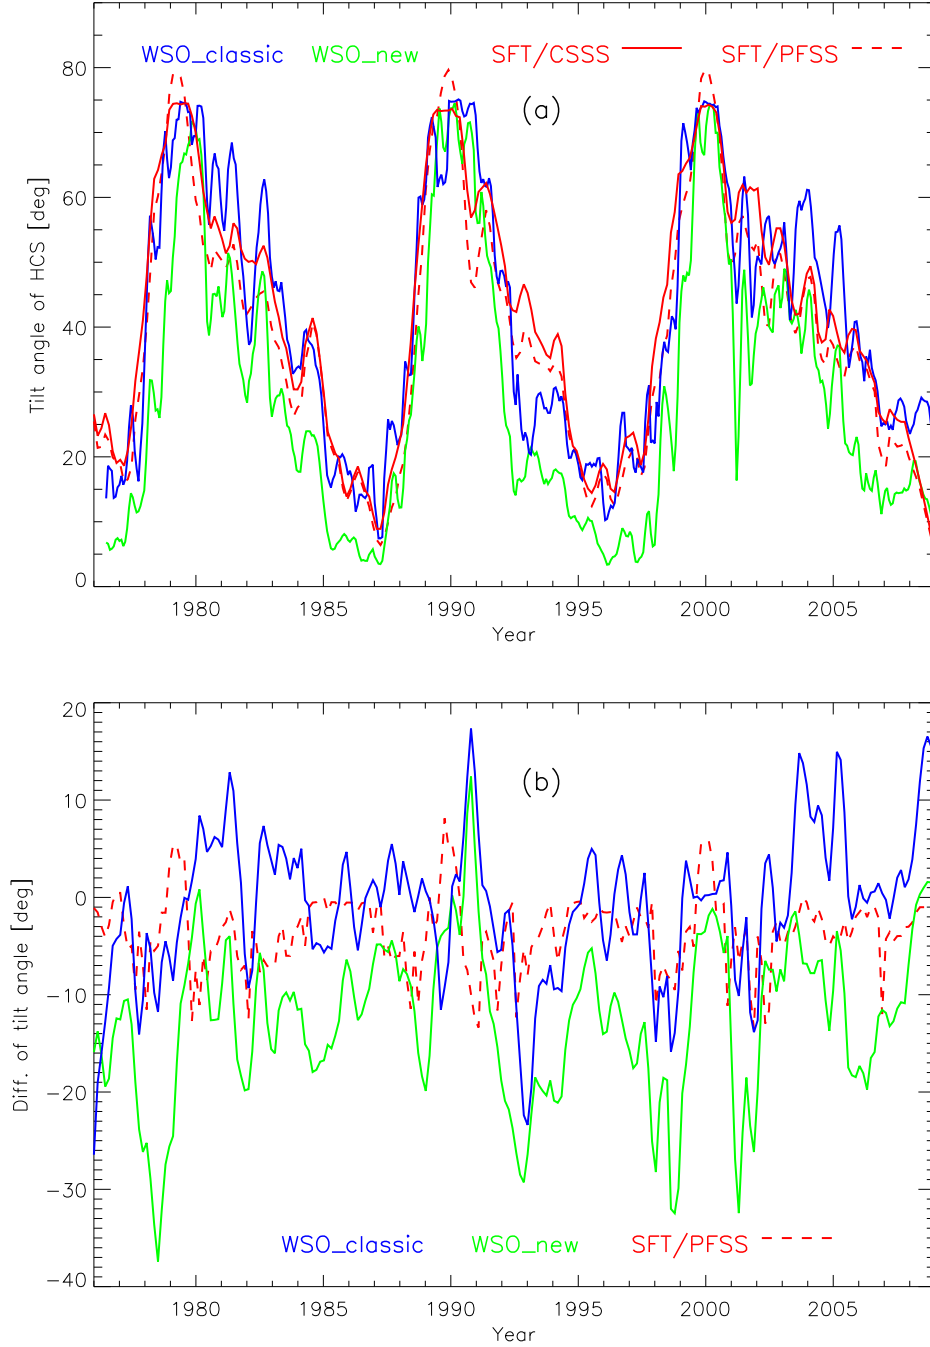 WSO_classic WSO_new SFT/CSSS SFT/PFSS
(a)
Tilt angle of HCS [deg]
80
60
40
20
0
1980 1985 1990 1995 2000 2005
Year
(b)
Diff. of tilt angle [deg]
20
10
0
−10
−20
−30
−40
WSO_classic WSO_new SFT/PFSS
1980 1985 1990 1995 2000 2005
Year